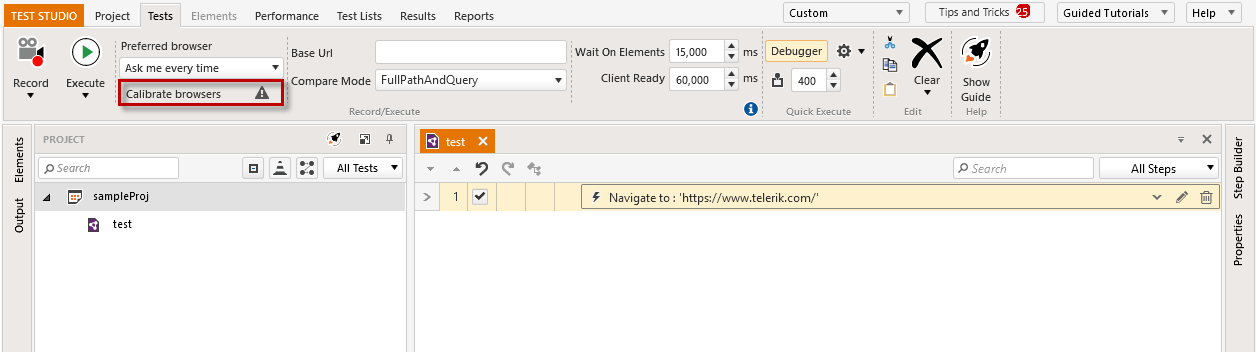 TEST STUDIO Project Tests Elements Performance Test Lists Results Reports Custom Tips and Tricks 25 Guided Tutorials Help
Preferred browser
Ask me every time
Calibrate browsers
Record
Execute
Base Url
Compare Mode FullPathAndQuery
Wait On Elements 15,000 ms
Client Ready 60,000 ms
Record/Execute
Debugger
400
Quick Execute
Clear
Edit
Show
Guide
Help
Elements
Output
PROJECT
Search All Tests
sampleProj
test
test
Search All Steps
1 Navigate to : 'https://www.telerik.com/'
Step Builder
Properties